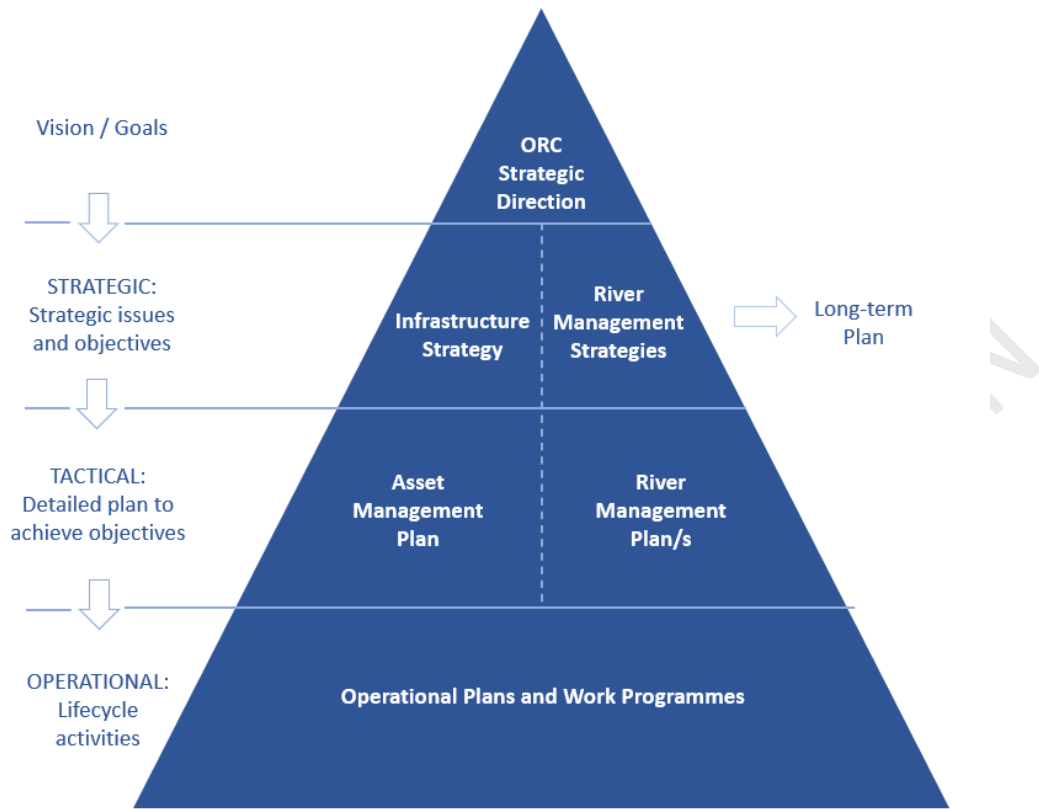 Vision / Goals
ORC
Strategic
Direction
STRATEGIC:
Strategic issues
and objectives
Infrastructure
Strategy
River
Management
Strategies
Long-term
Plan
TACTICAL:
Detailed plan to
achieve objectives
Asset
Management
Plan
River
Management
Plan/s
OPERATIONAL:
Lifecycle
activities
Operational Plans and Work Programmes